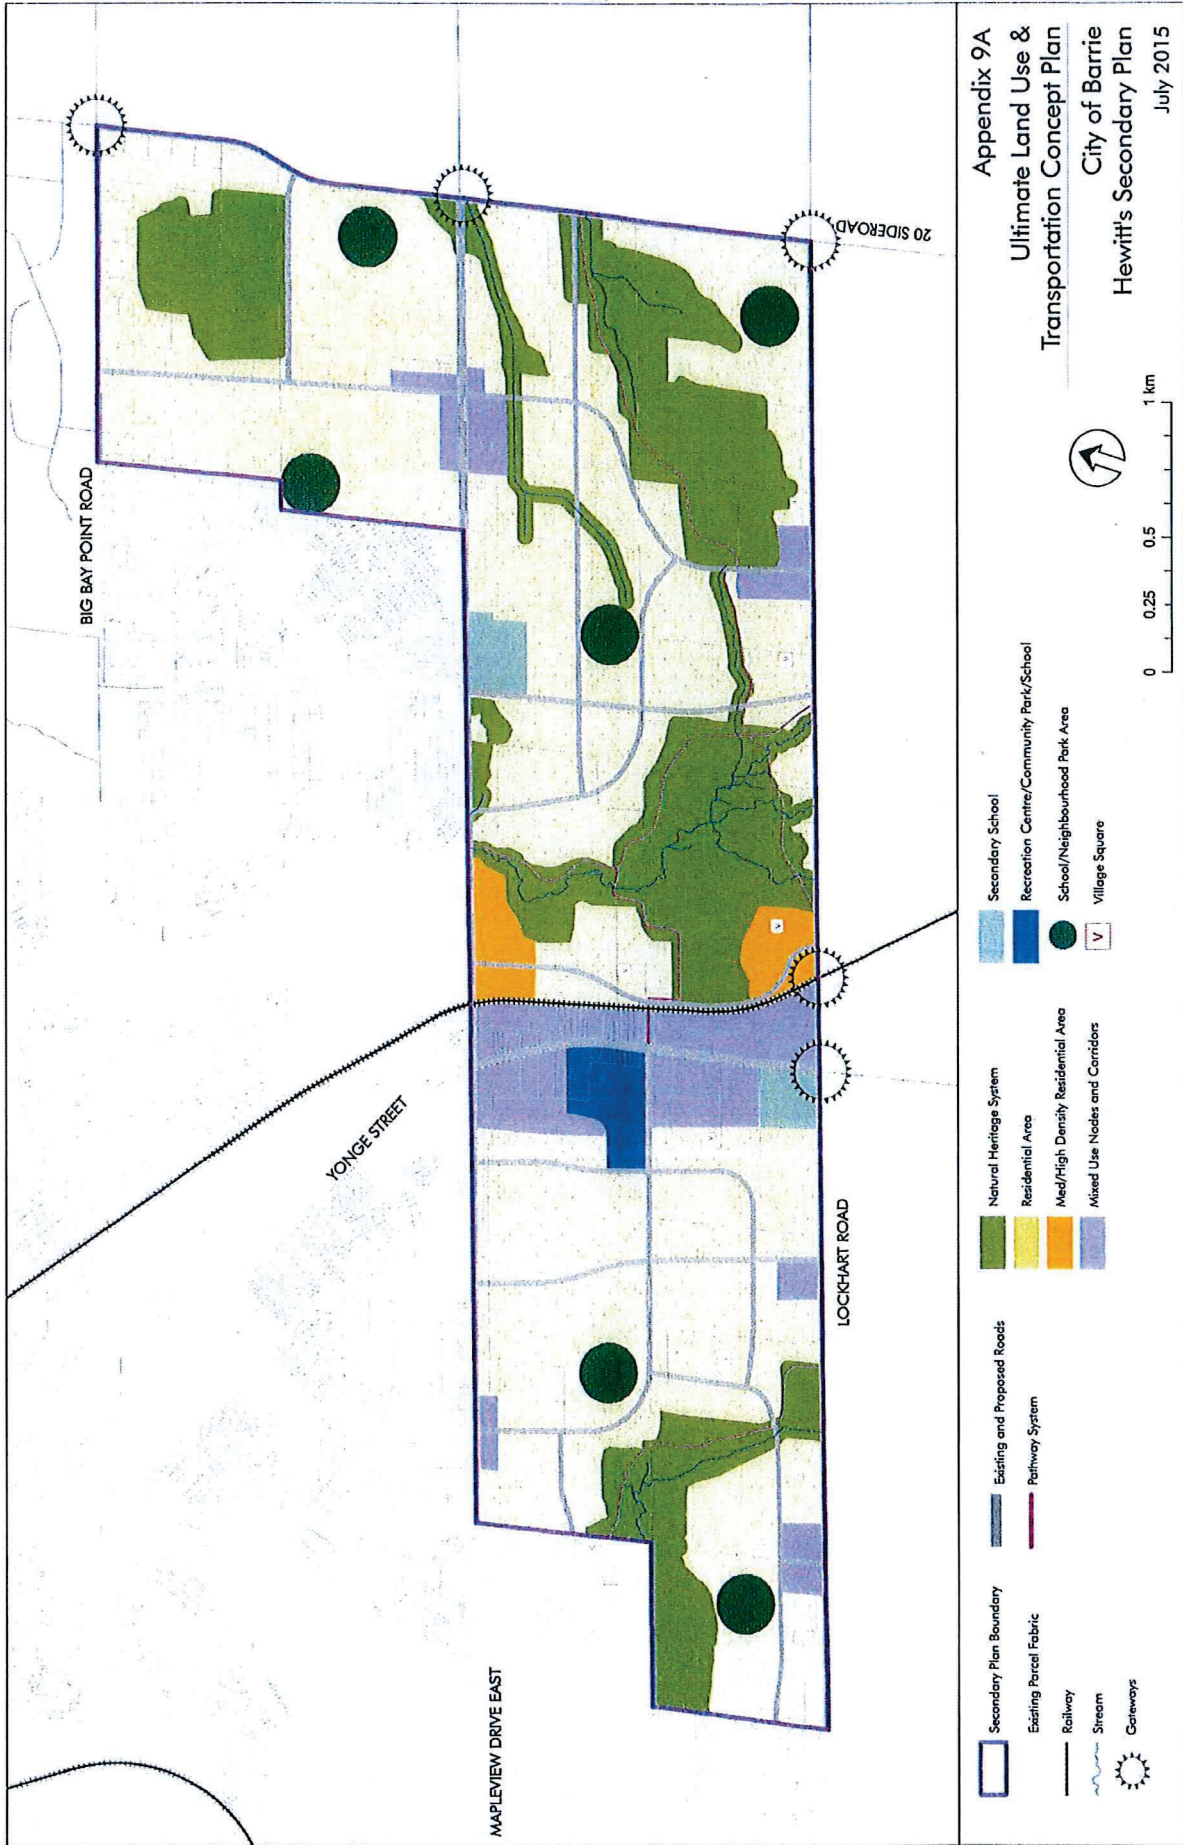 BIG BAY POINT ROAD
20 SIDEROAD
YONGE STREET
MAPLEVIEW DRIVE EAST
LOCKHART ROAD
V
V
Appendix 9A
Ultimate Land Use &
Transportation Concept Plan
City of Barrie
Hewitt's Secondary Plan
July 2015
0 0.25 0.5 1 km
Secondary Plan Boundary
Existing Parcel Fabric
Railway
Stream
Gateways
Existing and Proposed Roads
Pathway System
Natural Heritage System
Residential Area
Med/High Density Residential Area
Mixed Use Nodes and Corridors
Secondary School
Recreation Centre/Community Park/School
School/Neighbourhood Park Area
V Village Square